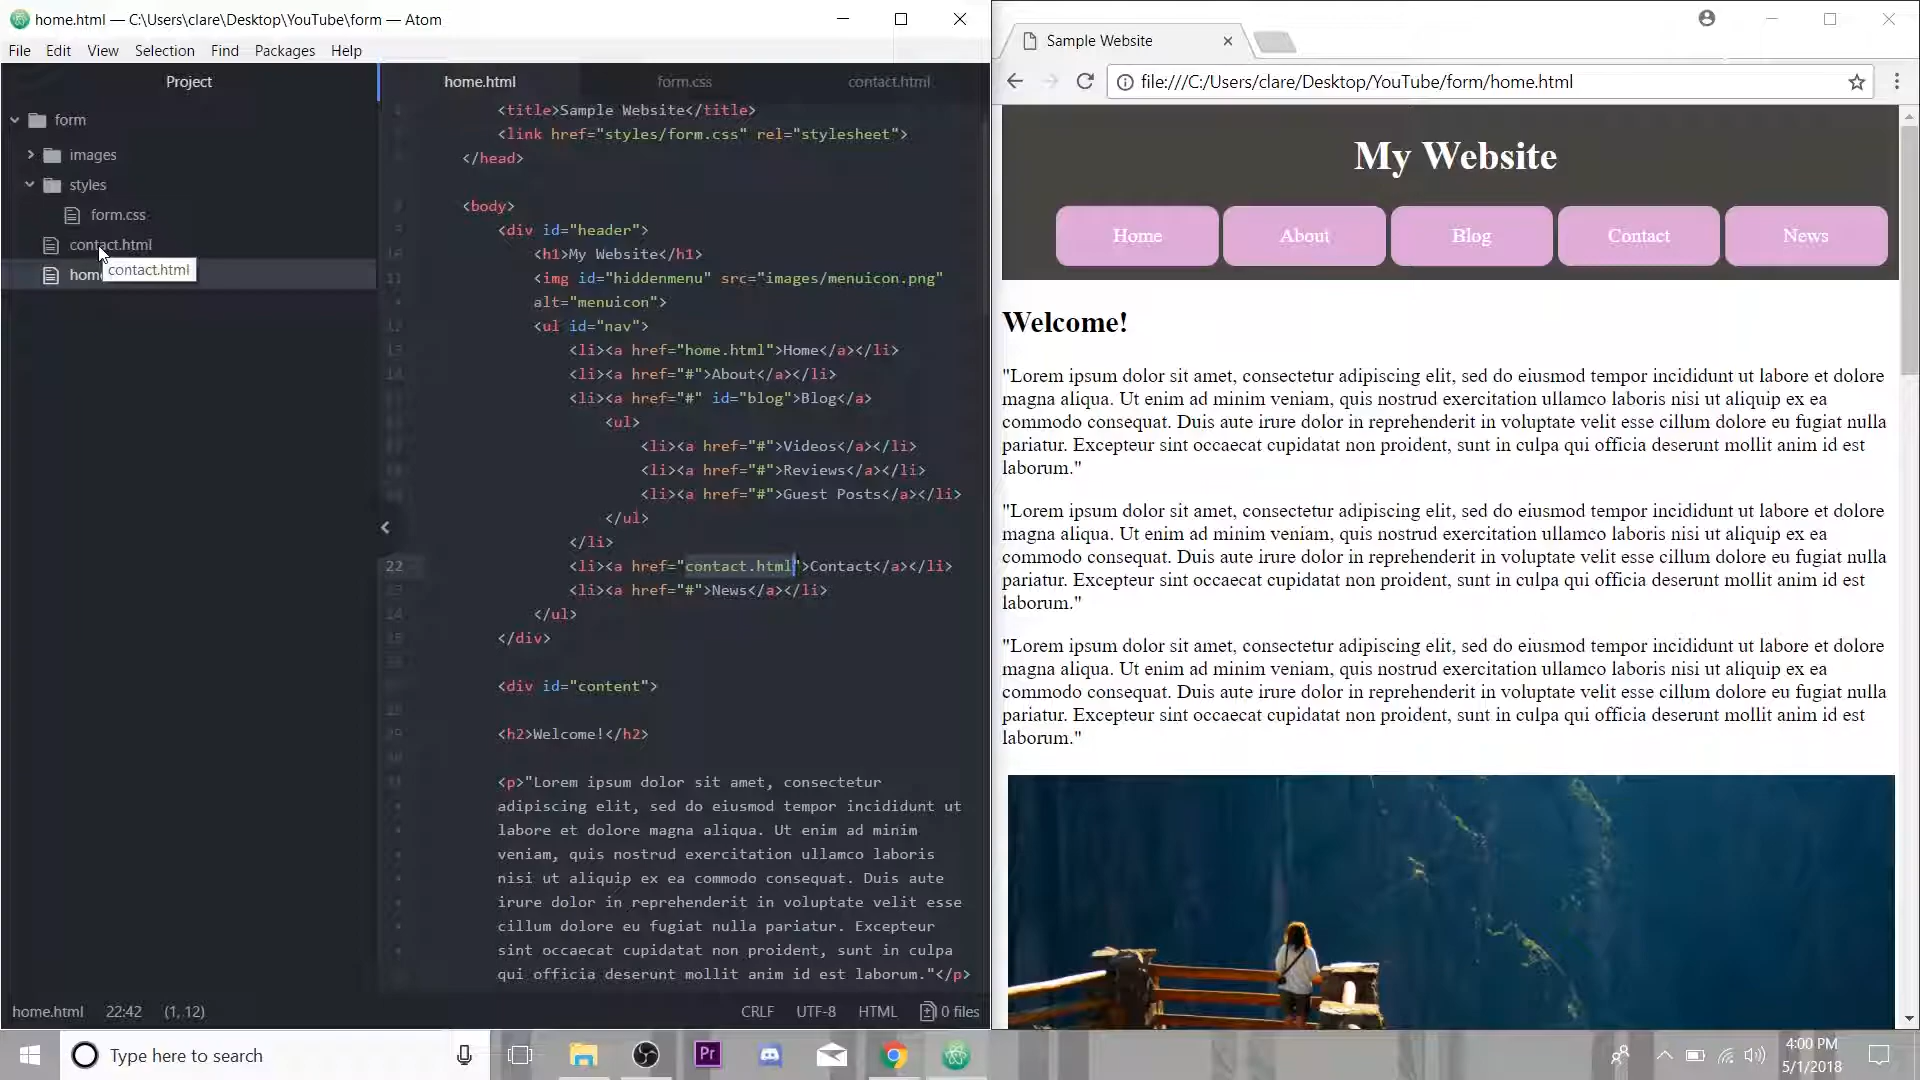 home.html — C:\Users\clare\Desktop\YouTube\form — Atom
File Edit View Selection Find Packages Help
Project
form
images
styles
form.css
contact.html
home
contact.html
home.html form.css contact.html
<title>Sample Website</title>
<link href="styles/form.css" rel="stylesheet">
</head>
<body>
<div id="header">
10 <h1>My Website</h1>
11 <img id="hiddenmenu" src="images/menuicon.png"
alt="menuicon">
12 <ul id="nav">
13 <li><a href="home.html">Home</a></li>
14 <li><a href="#">About</a></li>
<li><a href="#" id="blog">Blog</a>
<ul>
<li><a href="#">Videos</a></li>
<li><a href="#">Reviews</a></li>
<li><a href="#">Guest Posts</a></li>
</ul>
</li>
22 <li><a href="contact.html">Contact</a></li>
23 <li><a href="#">News</a></li>
24 </ul>
25 </div>
<div id="content">
29 <h2>Welcome!</h2>
30
31 <p>"Lorem ipsum dolor sit amet, consectetur
adipiscing elit, sed do eiusmod tempor incididunt ut
labore et dolore magna aliqua. Ut enim ad minim
veniam, quis nostrud exercitation ullamco laboris
nisi ut aliquip ex ea commodo consequat. Duis aute
irure dolor in reprehenderit in voluptate velit esse
cillum dolore eu fugiat nulla pariatur. Excepteur
sint occaecat cupidatat non proident, sunt in culpa
qui officia deserunt mollit anim id est laborum."</p>
home.html 22:42 (1, 12) CRLF UTF-8 HTML 0 files
Sample Website
file:///C:/Users/clare/Desktop/YouTube/form/home.html
My Website
Home About Blog Contact News
Welcome!
"Lorem ipsum dolor sit amet, consectetur adipiscing elit, sed do eiusmod tempor incididunt ut labore et dolore
magna aliqua. Ut enim ad minim veniam, quis nostrud exercitation ullamco laboris nisi ut aliquip ex ea
commodo consequat. Duis aute irure dolor in reprehenderit in voluptate velit esse cillum dolore eu fugiat nulla
pariatur. Excepteur sint occaecat cupidatat non proident, sunt in culpa qui officia deserunt mollit anim id est
laborum."
"Lorem ipsum dolor sit amet, consectetur adipiscing elit, sed do eiusmod tempor incididunt ut labore et dolore
magna aliqua. Ut enim ad minim veniam, quis nostrud exercitation ullamco laboris nisi ut aliquip ex ea
commodo consequat. Duis aute irure dolor in reprehenderit in voluptate velit esse cillum dolore eu fugiat nulla
pariatur. Excepteur sint occaecat cupidatat non proident, sunt in culpa qui officia deserunt mollit anim id est
laborum."
"Lorem ipsum dolor sit amet, consectetur adipiscing elit, sed do eiusmod tempor incididunt ut labore et dolore
magna aliqua. Ut enim ad minim veniam, quis nostrud exercitation ullamco laboris nisi ut aliquip ex ea
commodo consequat. Duis aute irure dolor in reprehenderit in voluptate velit esse cillum dolore eu fugiat nulla
pariatur. Excepteur sint occaecat cupidatat non proident, sunt in culpa qui officia deserunt mollit anim id est
laborum."
Type here to search
Pr
4:00 PM
5/1/2018